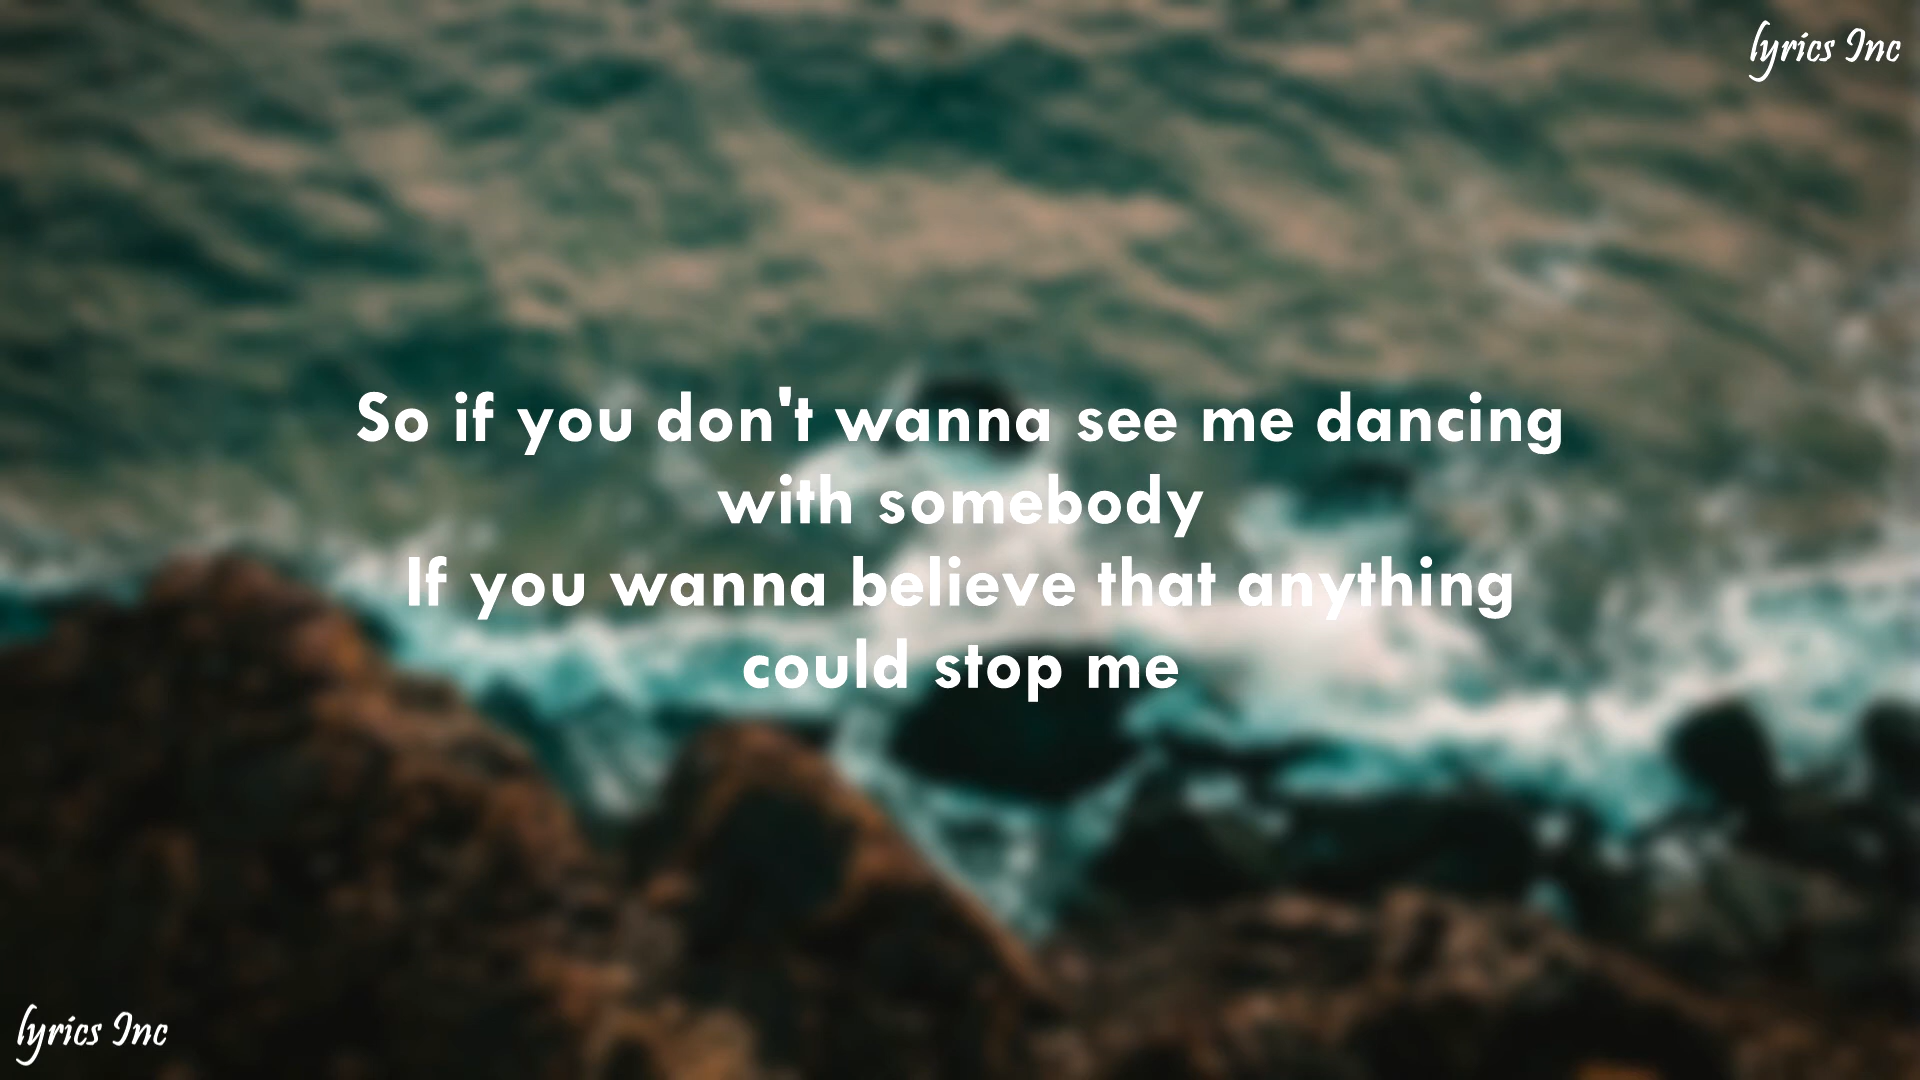 lyrics Inc
So if you don't wanna see me dancing
with somebody
If you wanna believe that anything
could stop me
lyrics Inc